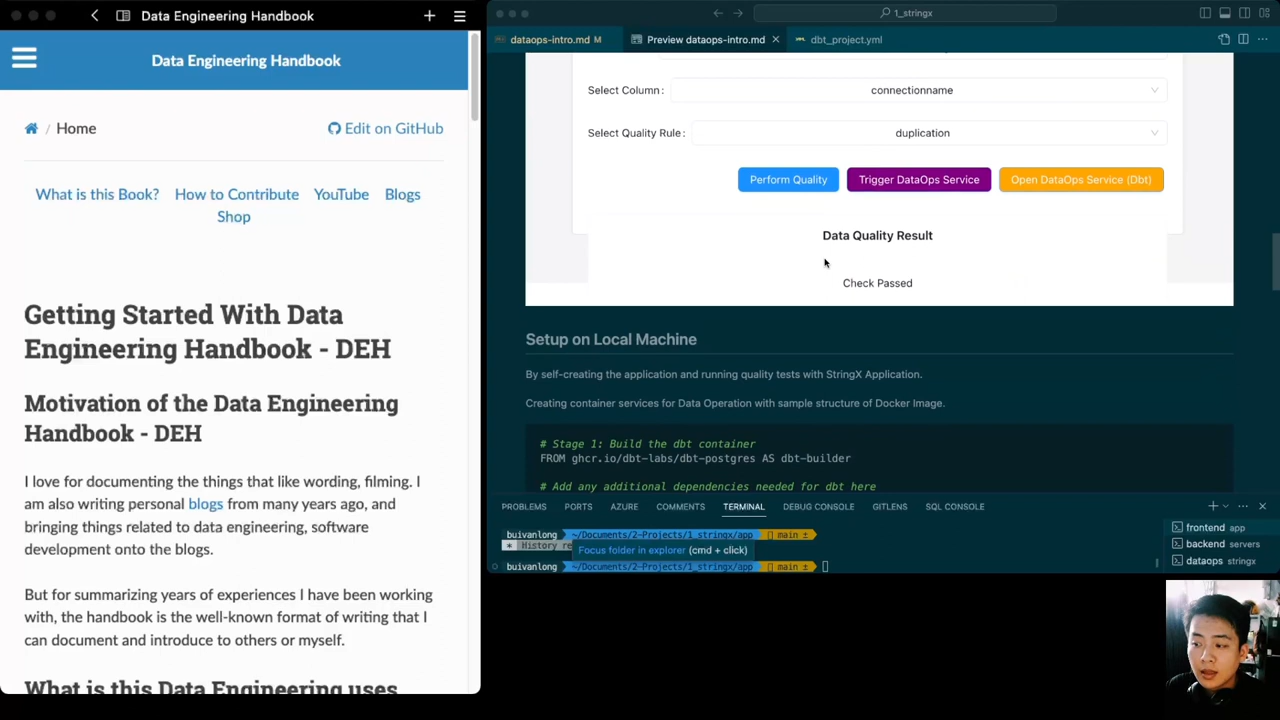 Data Engineering Handbook
Data Engineering Handbook
/ Home
Edit on GitHub
What is this Book? How to Contribute YouTube Blogs
Shop
Getting Started With Data
Engineering Handbook - DEH
Motivation of the Data Engineering
Handbook - DEH
I love for documenting the things that like wording, filming. I
am also writing personal blogs from many years ago, and
bringing things related to data engineering, software
development onto the blogs.
But for summarizing years of experiences I have been working
with, the handbook is the well-known format of writing that I
can document and introduce to others or myself.
What is this Data Engineering uses
1_stringx
dataops-intro.md M
Preview dataops-intro.md
dbt_project.yml
Select Column: connectionname
Select Quality Rule: duplication
Perform Quality
Trigger DataOps Service
Open DataOps Service (Dbt)
Data Quality Result
Check Passed
Setup on Local Machine
By self-creating the application and running quality tests with StringX Application.
Creating container services for Data Operation with sample structure of Docker Image.
# Stage 1: Build the dbt container
FROM ghcr.io/dbt-labs/dbt-postgres AS dbt-builder
# Add any additional dependencies needed for dbt here
PROBLEMS PORTS AZURE COMMENTS TERMINAL DEBUG CONSOLE GITLENS SQL CONSOLE
buivanlong ~/Documents/2-Projects/1_stringx/app main ±
* History re
Focus folder in explorer (cmd + click)
buivanlong ~/Documents/2-Projects/1_stringx/app main ±
frontend app
backend servers
dataops stringx